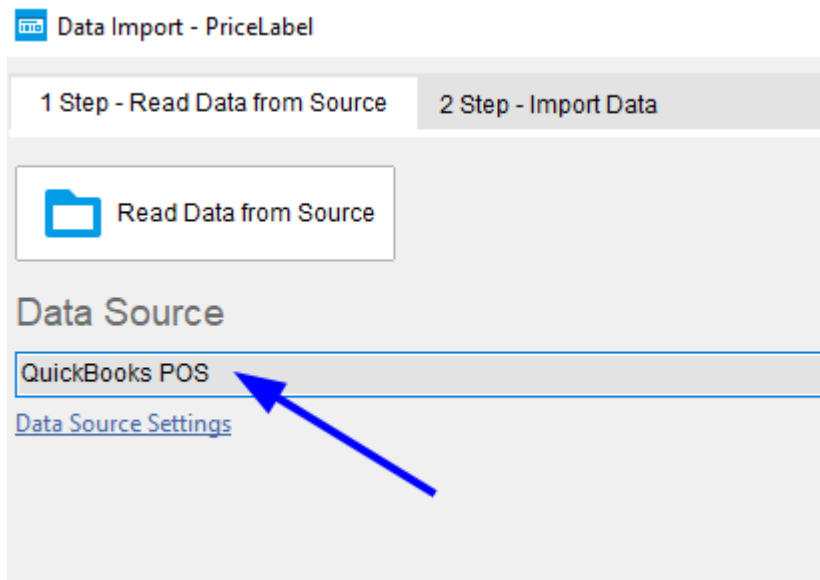 Data Import - PriceLabel
1 Step - Read Data from Source
2 Step - Import Data
Read Data from Source
Data Source
QuickBooks POS
Data Source Settings